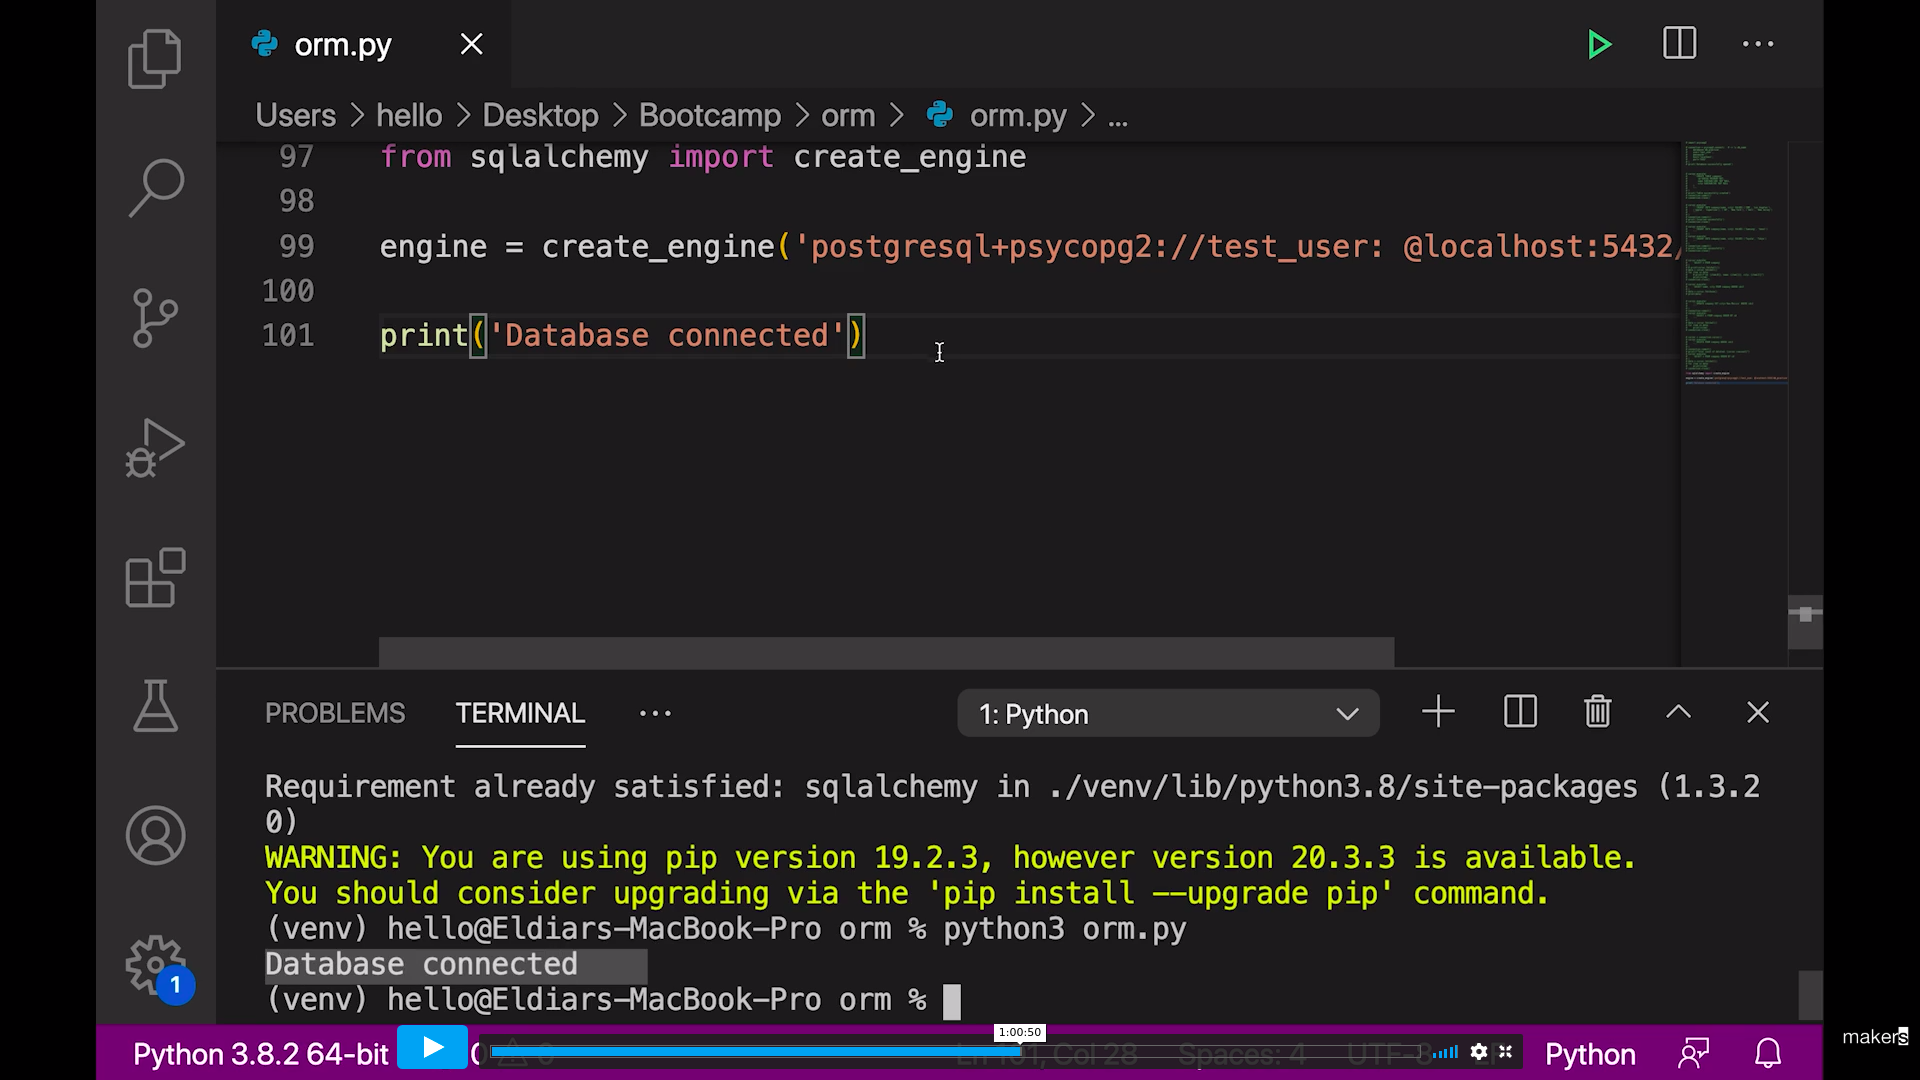 orm.py
Users > hello > Desktop > Bootcamp > orm > orm.py > ...
97 from sqlalchemy import create_engine
98
99 engine = create_engine('postgresql+psycopg2://test_user: @localhost:5432/
100
101 print('Database connected')
PROBLEMS TERMINAL ... 1: Python
Requirement already satisfied: sqlalchemy in ./venv/lib/python3.8/site-packages (1.3.2
0)
WARNING: You are using pip version 19.2.3, however version 20.3.3 is available.
You should consider upgrading via the 'pip install --upgrade pip' command.
(venv) hello@Eldiars-MacBook-Pro orm % python3 orm.py
Database connected
(venv) hello@Eldiars-MacBook-Pro orm %
1
1:00:50
Python 3.8.2 64-bit 0 0 Ln 101, Col 28 Spaces: 4 UTF-8 LF Python
makers